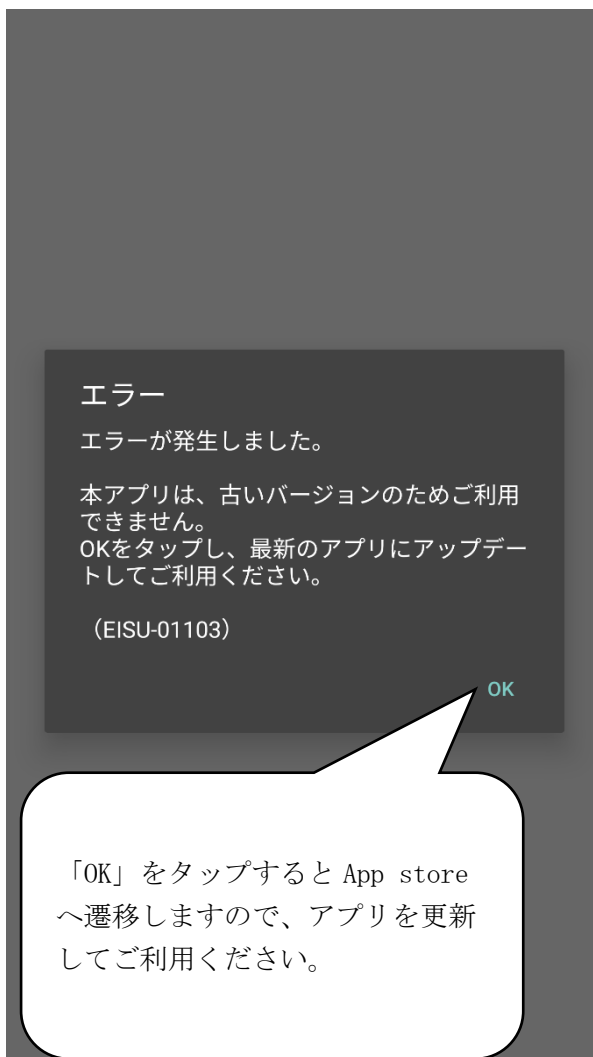 エラー
エラーが発生しました。
本アプリは、古いバージョンのためご利用
できません。
OKをタップし、最新のアプリにアップデー
トしてご利用ください。
（EISU-01103）
OK
「OK」をタップすると App store
へ遷移しますので、アプリを更新
してご利用ください。